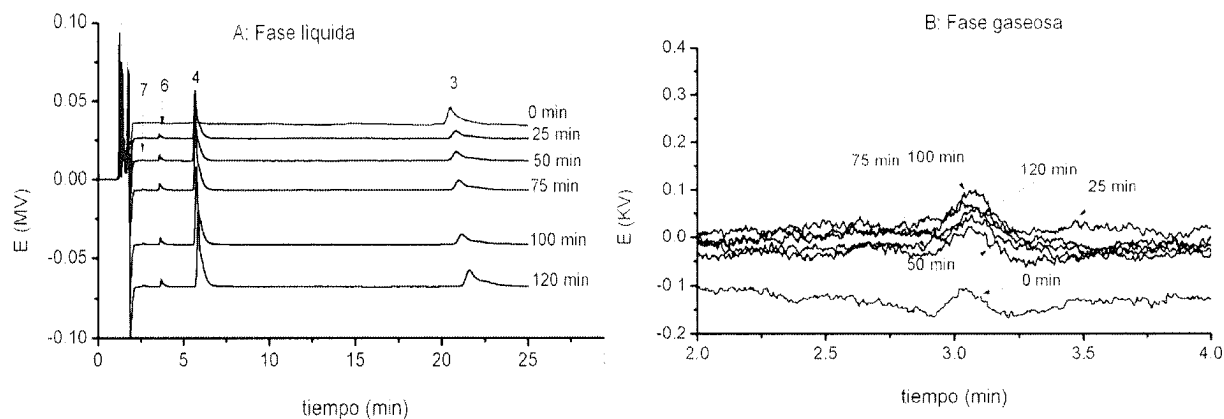 A: Fase lìquida
0.10
0.05
0.00
-0.05
-0.10
E (MV)
7 6 4 3
0 min
25 min
50 min
75 min
100 min
120 min
0 5 10 15 20 25
tiempo (min)
B: Fase gaseosa
0.4
0.3
0.2
0.1
0.0
-0.1
-0.2
E (KV)
75 min 100 min
120 min
25 min
50 min
0 min
2.0 2.5 3.0 3.5 4.0
tiempo (min)